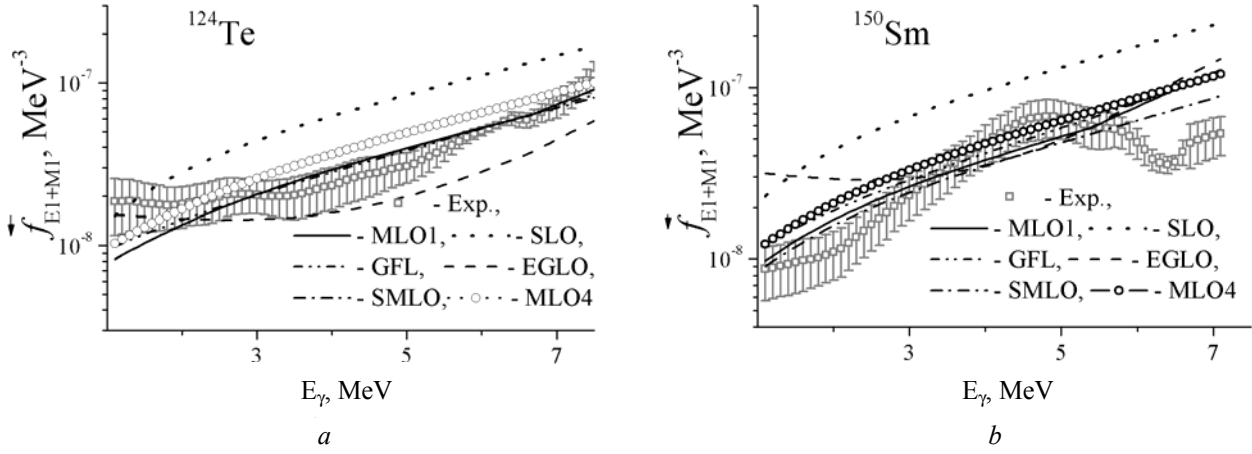 ¹²⁴Te
10⁻⁷
10⁻⁸
f E1+M1, MeV⁻³
- Exp.,
- MLO1, - SLO,
- GFL, - EGLO,
- SMLO, - MLO4
3 5 7
Eγ, MeV
a
¹⁵⁰Sm
10⁻⁷
10⁻⁸
f E1+M1, MeV⁻³
- Exp.,
- MLO1, - SLO,
- GFL, - EGLO,
- SMLO, - MLO4
3 5 7
Eγ, MeV
b